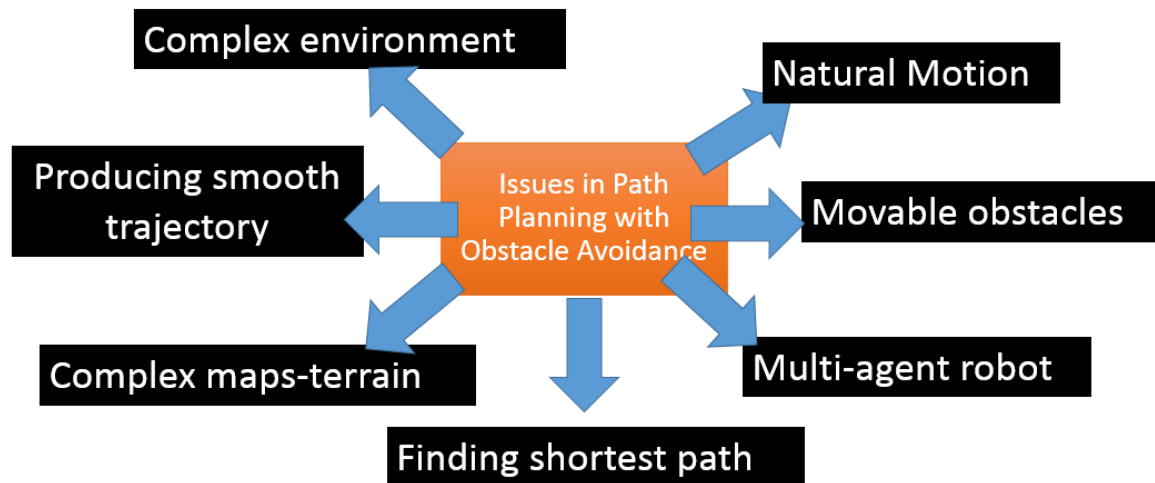 Complex environment
Natural Motion
Producing smooth
trajectory
Issues in Path
Planning with
Obstacle Avoidance
Movable obstacles
Complex maps-terrain
Multi-agent robot
Finding shortest path